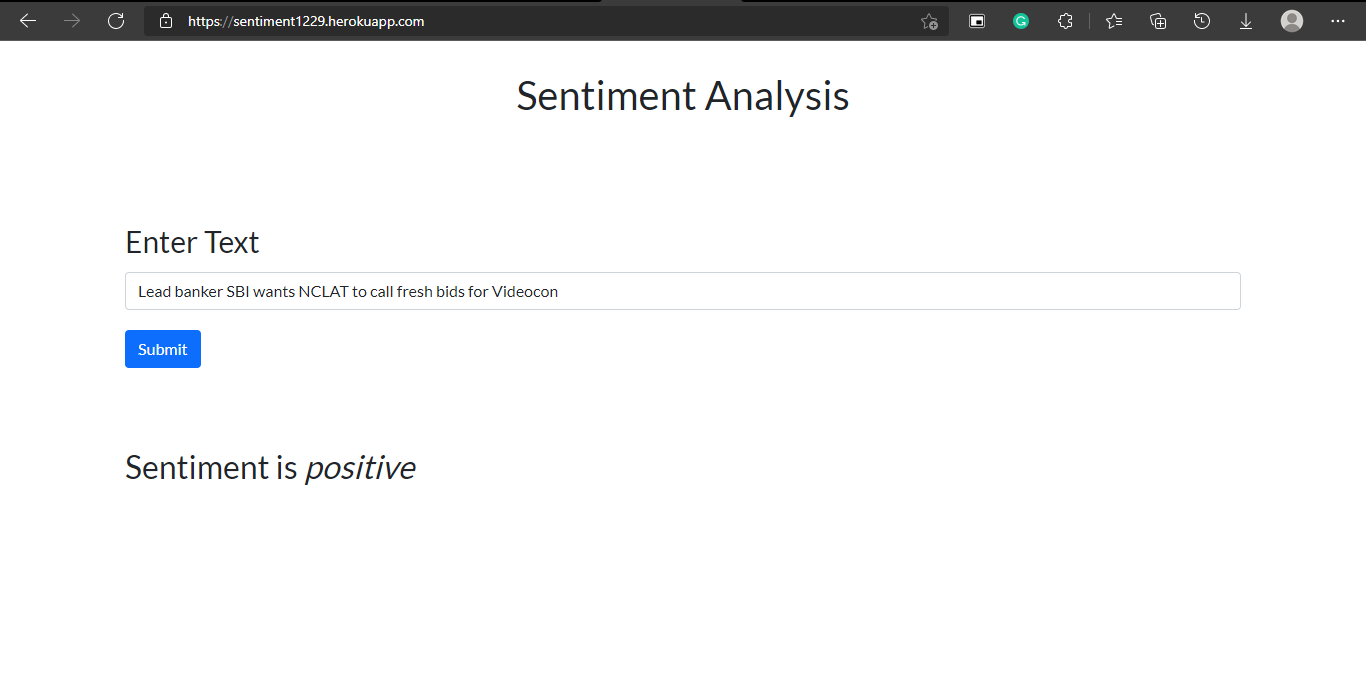 https://sentiment1229.herokuapp.com
Sentiment Analysis
Enter Text
Lead banker SBI wants NCLAT to call fresh bids for Videocon
Submit
Sentiment is positive